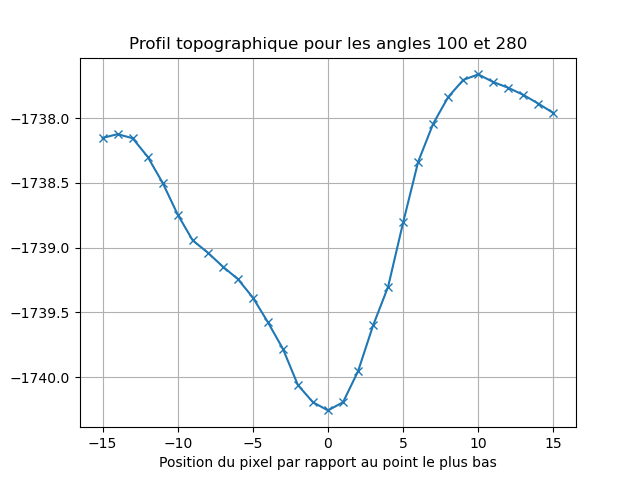 Profil topographique pour les angles 100 et 280
−1738.0
−1738.5
−1739.0
−1739.5
−1740.0
−15 −10 −5 0 5 10 15
Position du pixel par rapport au point le plus bas